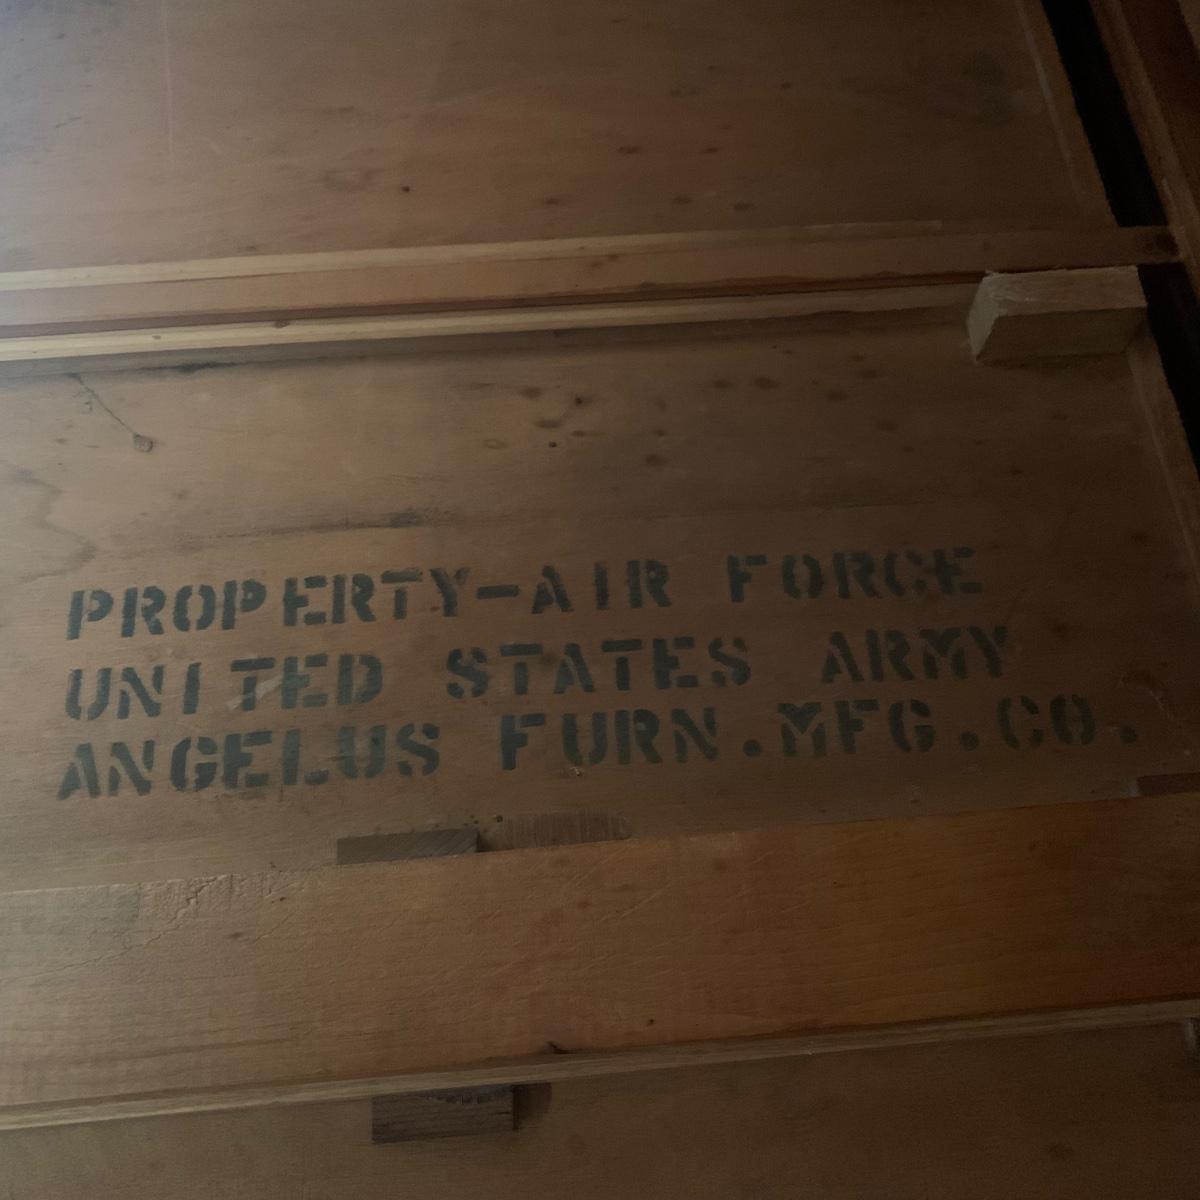 PROPERTY-AIR FORCE
UNITED STATES ARMY
ANGELUS FURN.MFG.CO.